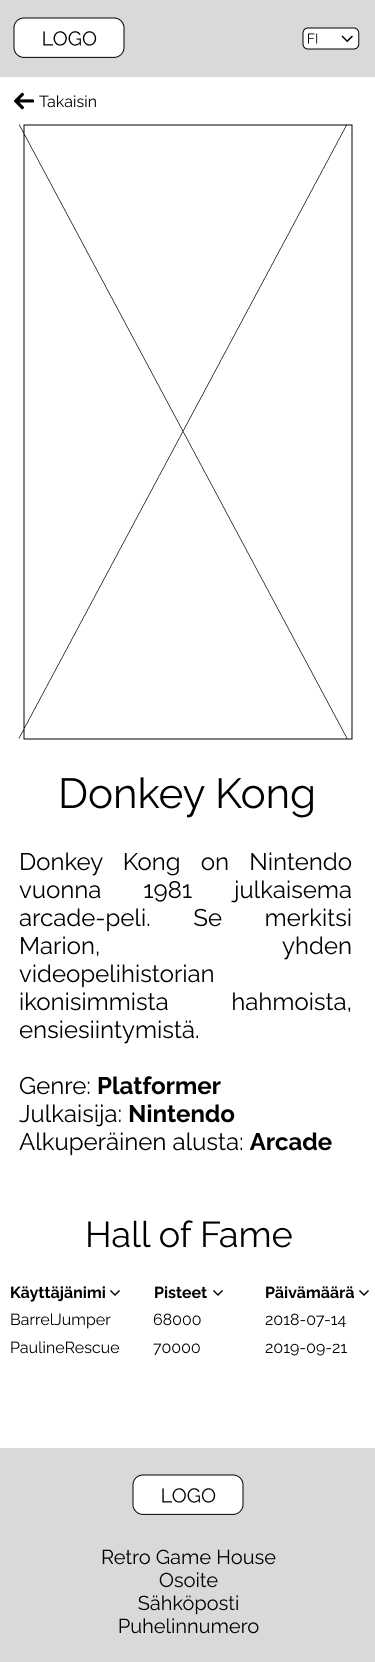 LOGO
FI
Takaisin
Donkey Kong
Donkey Kong on Nintendo
vuonna 1981 julkaisema
arcade-peli. Se merkitsi
Marion, yhden
videopelihistorian
ikonisimmista hahmoista,
ensiesiintymistä.
Genre: Platformer
Julkaisija: Nintendo
Alkuperäinen alusta: Arcade
Hall of Fame
Käyttäjänimi Pisteet Päivämäärä
BarrelJumper 68000 2018-07-14
PaulineRescue 70000 2019-09-21
LOGO
Retro Game House
Osoite
Sähköposti
Puhelinnumero